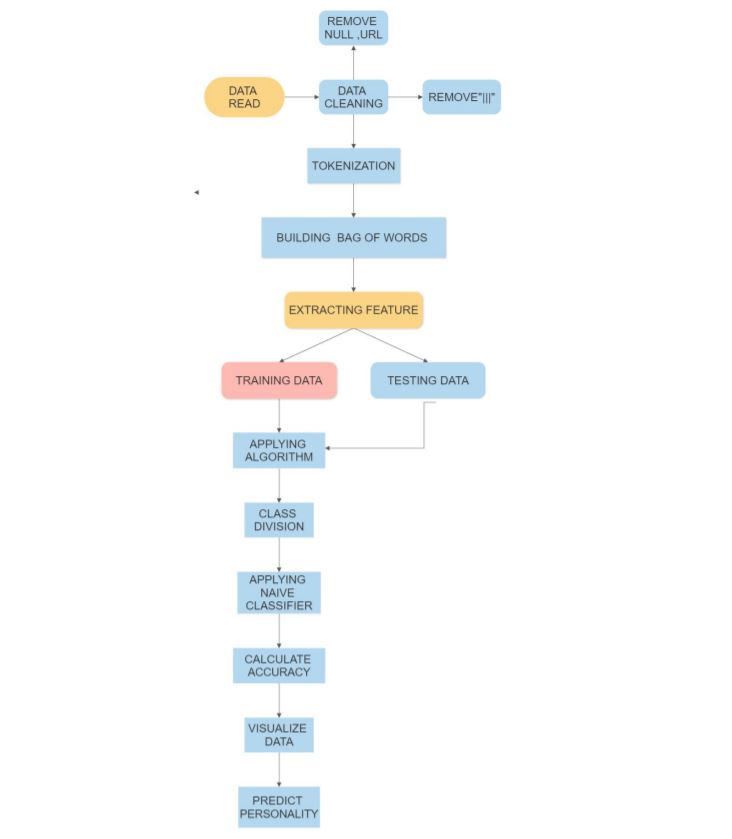 REMOVE
NULL ,URL
DATA
READ
DATA
CLEANING
REMOVE"|||"
TOKENIZATION
BUILDING BAG OF WORDS
EXTRACTING FEATURE
TRAINING DATA
TESTING DATA
APPLYING
ALGORITHM
CLASS
DIVISION
APPLYING
NAIVE
CLASSIFIER
CALCULATE
ACCURACY
VISUALIZE
DATA
PREDICT
PERSONALITY